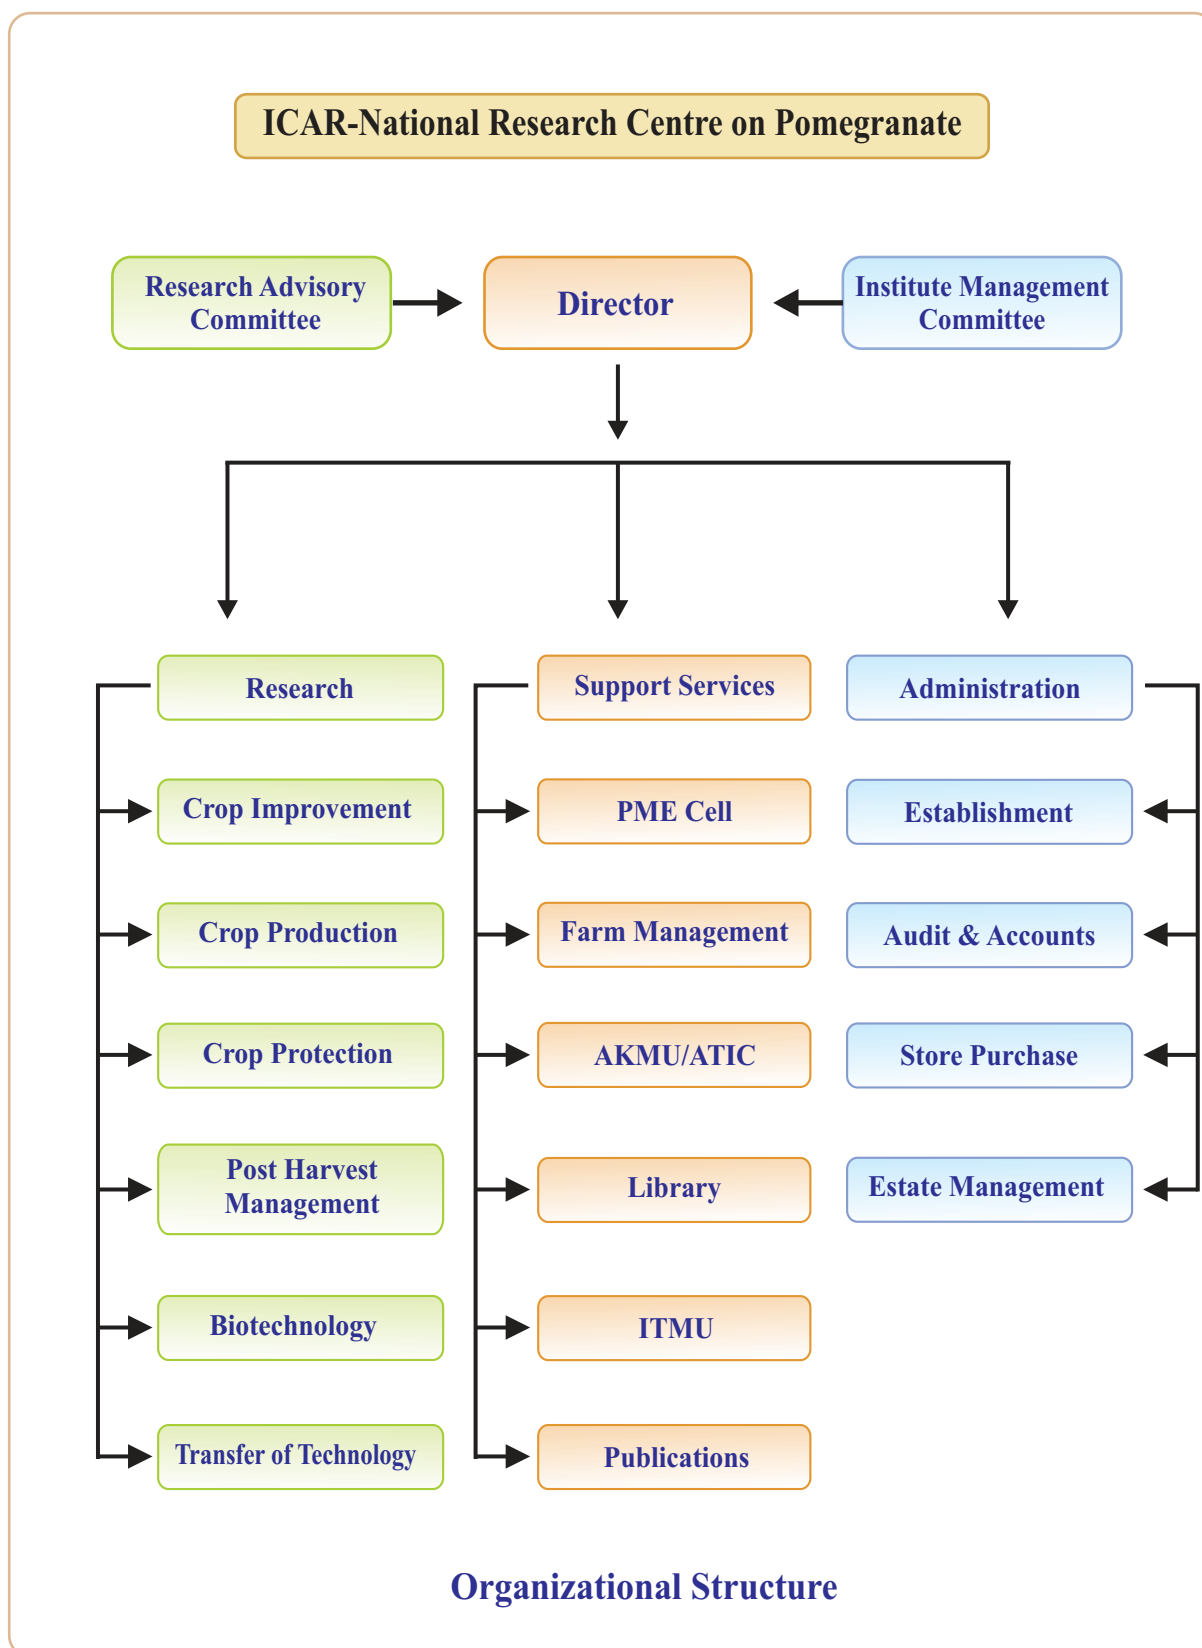 ICAR-National Research Centre on Pomegranate
Research Advisory
Committee
Director
Institute Management
Committee
Research
Crop Improvement
Crop Production
Crop Protection
Post Harvest
Management
Biotechnology
Transfer of Technology
Support Services
PME Cell
Farm Management
AKMU/ATIC
Library
ITMU
Publications
Administration
Establishment
Audit & Accounts
Store Purchase
Estate Management
Organizational Structure